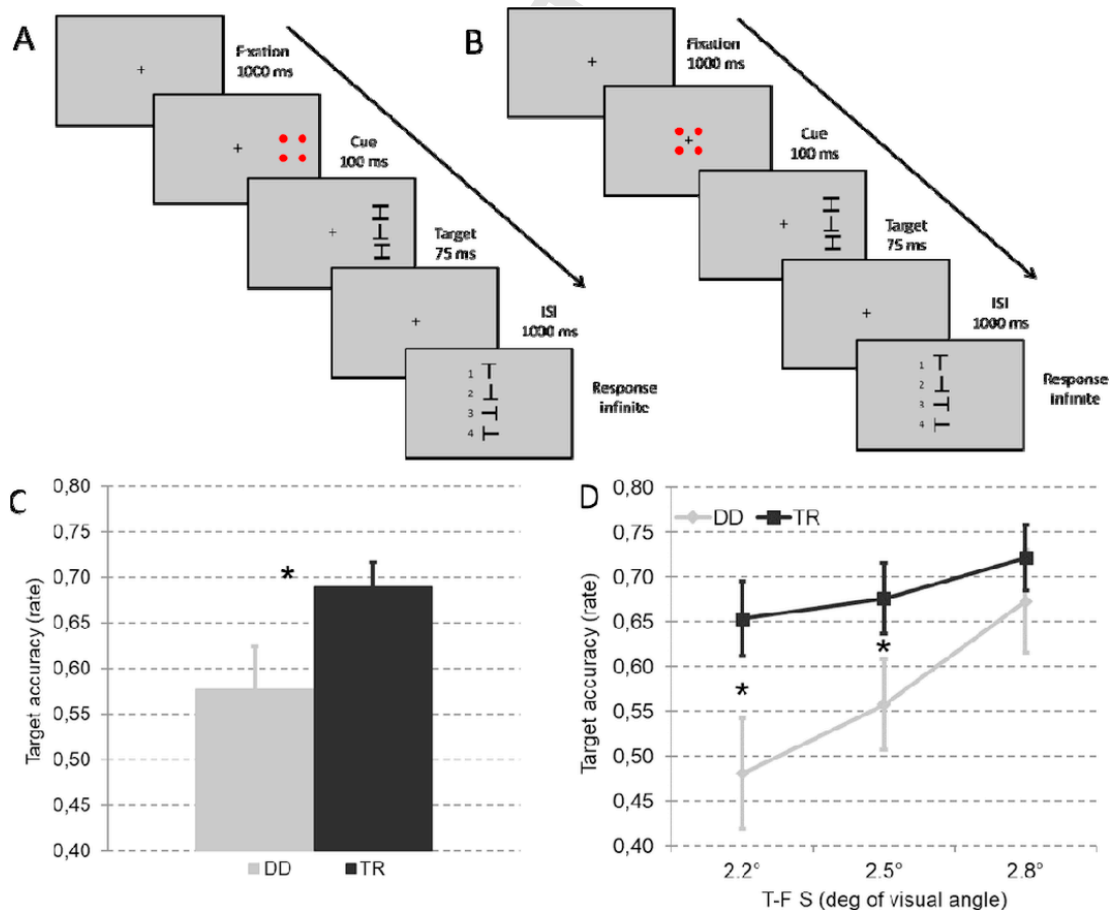 A
Fixation
1000 ms
Cue
100 ms
Target
75 ms
ISI
1000 ms
1
2
3
4
Response
infinite
B
Fixation
1000 ms
Cue
100 ms
Target
75 ms
ISI
1000 ms
1
2
3
4
Response
infinite
C
Target accuracy (rate)
0,80
0,75
0,70
0,65
0,60
0,55
0,50
0,45
0,40
*
DD TR
D
Target accuracy (rate)
0,80
0,75
0,70
0,65
0,60
0,55
0,50
0,45
0,40
DD TR
*
*
2.2° 2.5° 2.8°
T-F S (deg of visual angle)